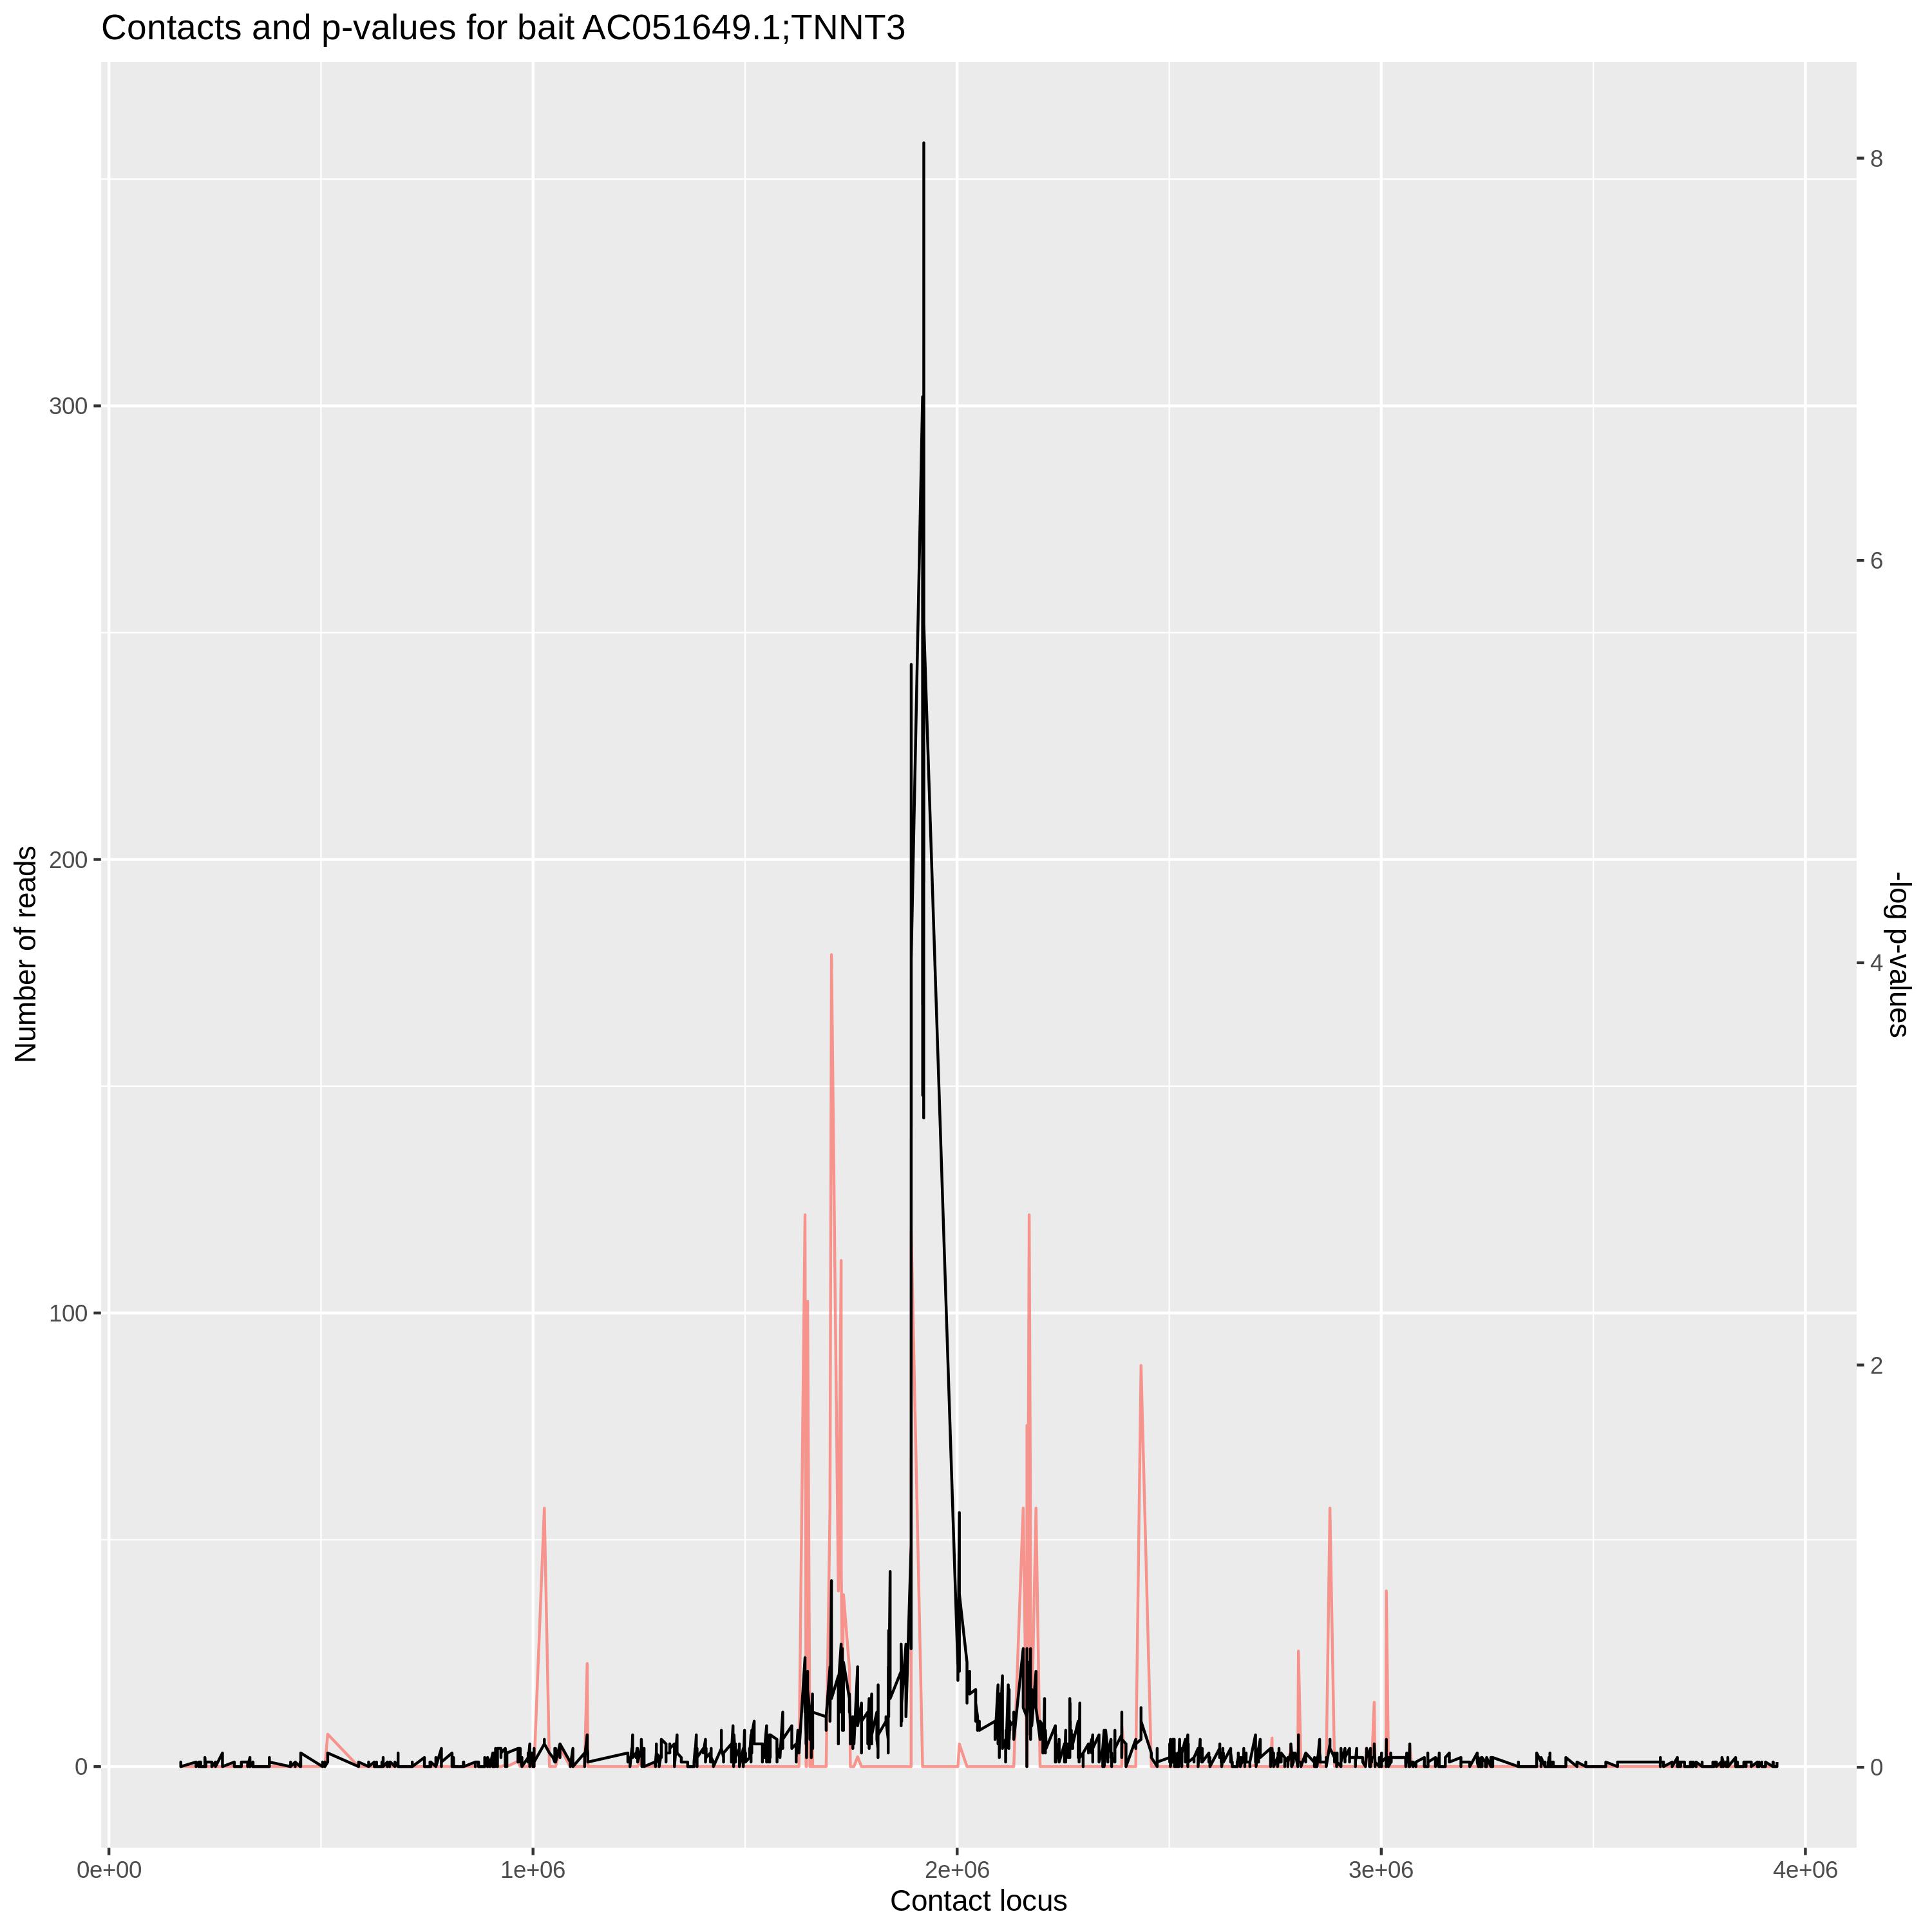 Contacts and p-values for bait AC051649.1;TNNT3
300
200
100
0
Number of reads
8
6
4
2
0
-log p-values
0e+00
1e+06
2e+06
3e+06
4e+06
Contact locus